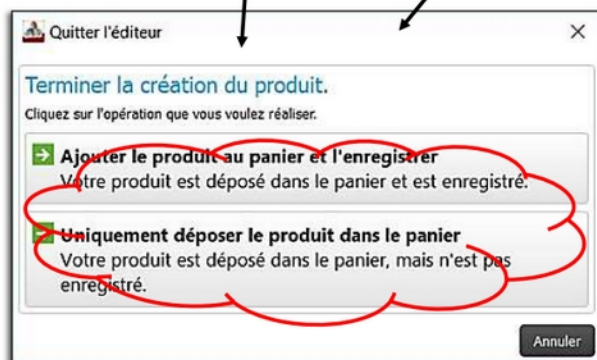 Quitter l'éditeur
Terminer la création du produit.
Cliquez sur l'opération que vous voulez réaliser.
Ajouter le produit au panier et l'enregistrer
Votre produit est déposé dans le panier et est enregistré.
Uniquement déposer le produit dans le panier
Votre produit est déposé dans le panier, mais n'est pas
enregistré.
Annuler